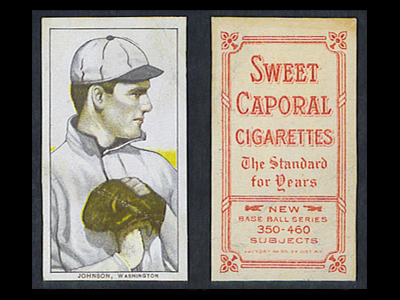 JOHNSON, WASHINGTON
SWEET
CAPORAL
CIGARETTES
The Standard
for Years
NEW
BASE BALL SERIES
350-460
SUBJECTS